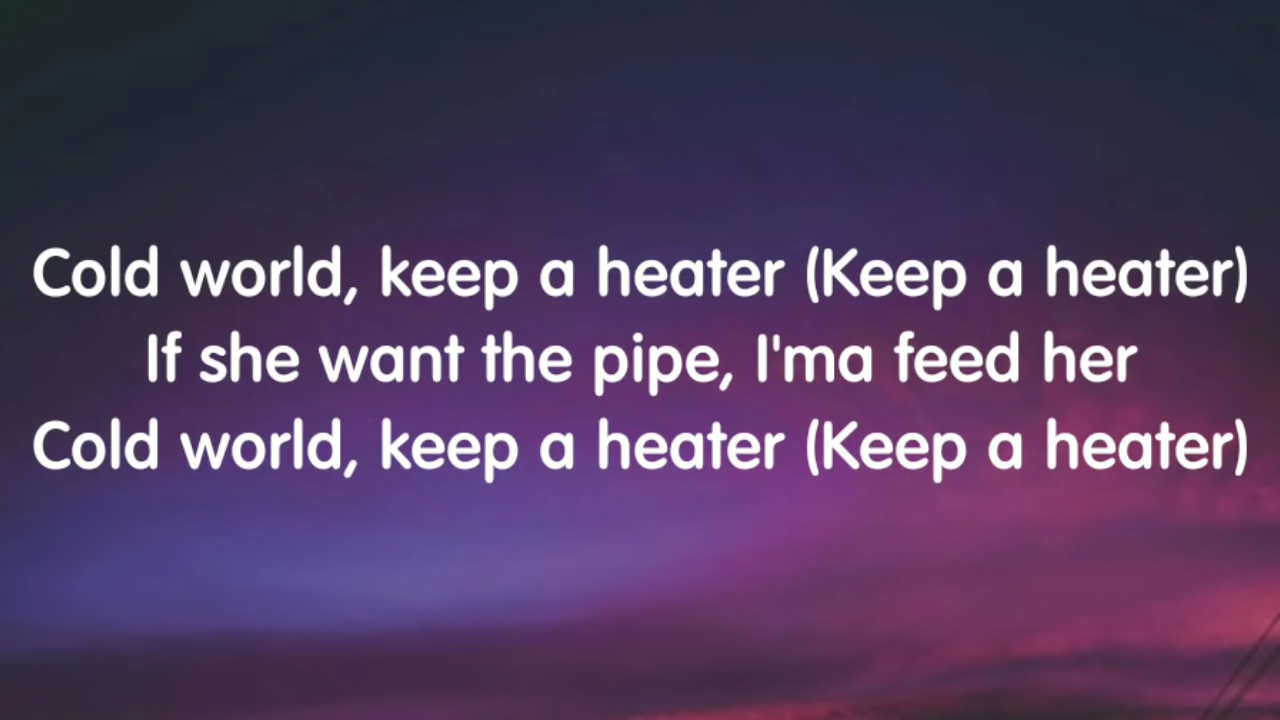 Cold world, keep a heater (Keep a heater)
If she want the pipe, I'ma feed her
Cold world, keep a heater (Keep a heater)